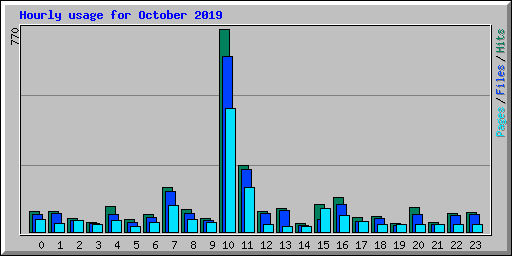 Hourly usage for October 2019
770
Pages/Files/Hits
0 1 2 3 4 5 6 7 8 9 10 11 12 13 14 15 16 17 18 19 20 21 22 23